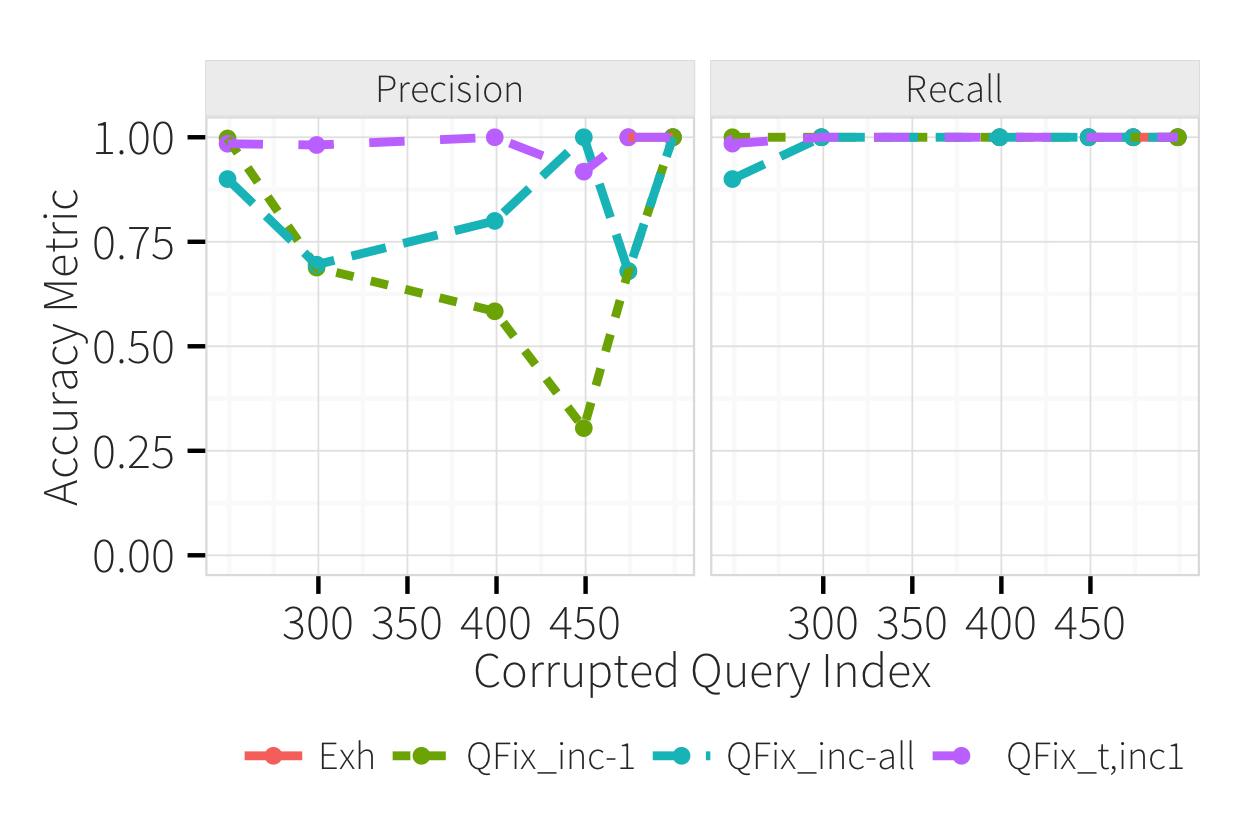 Precision Recall
Accuracy Metric
1.00
0.75
0.50
0.25
0.00
300 350 400 450 300 350 400 450
Corrupted Query Index
Exh QFix_inc-1 QFix_inc-all QFix_t,inc1